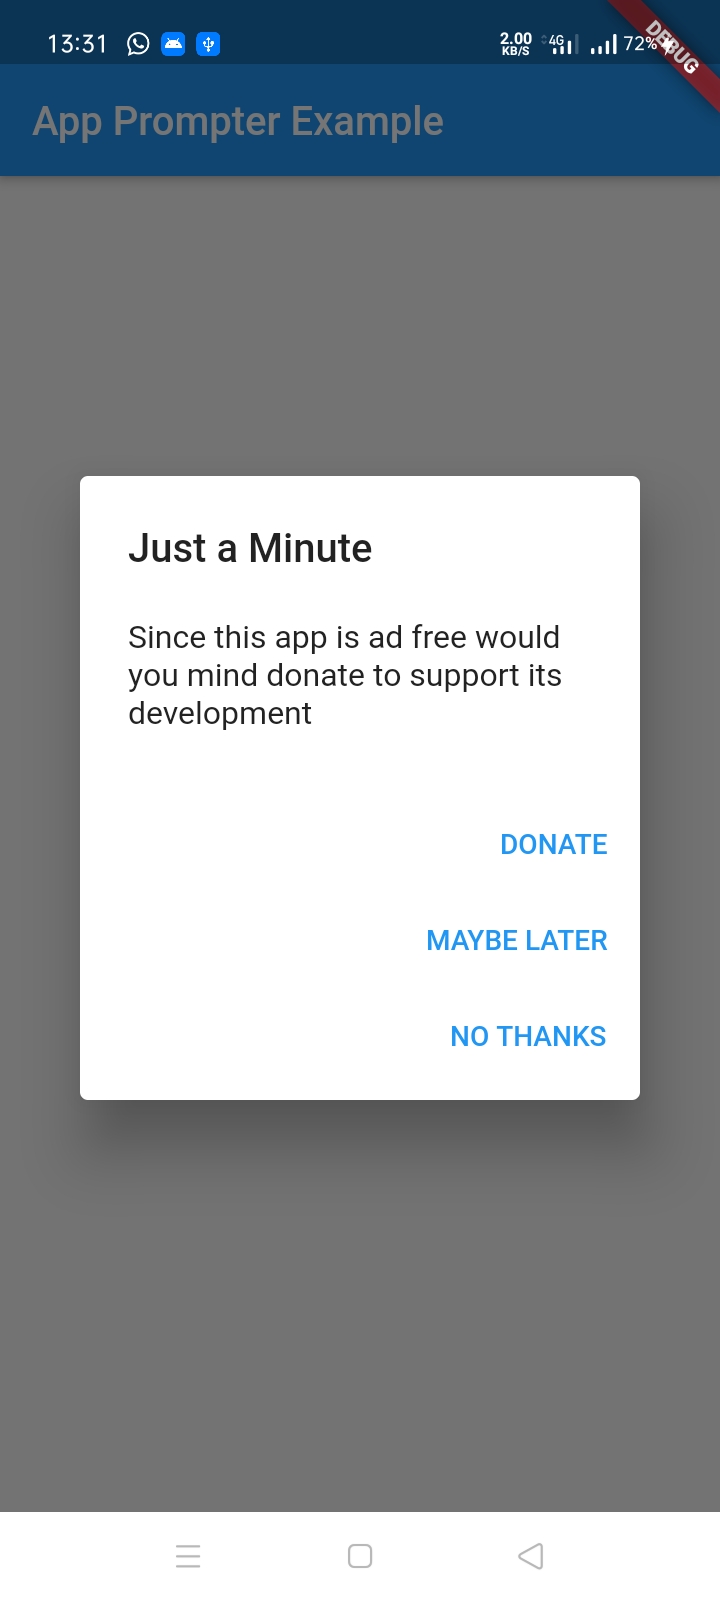 13:31 2.00 KB/S 4G 72%
DEBUG
App Prompter Example
Just a Minute
Since this app is ad free would
you mind donate to support its
development
DONATE
MAYBE LATER
NO THANKS